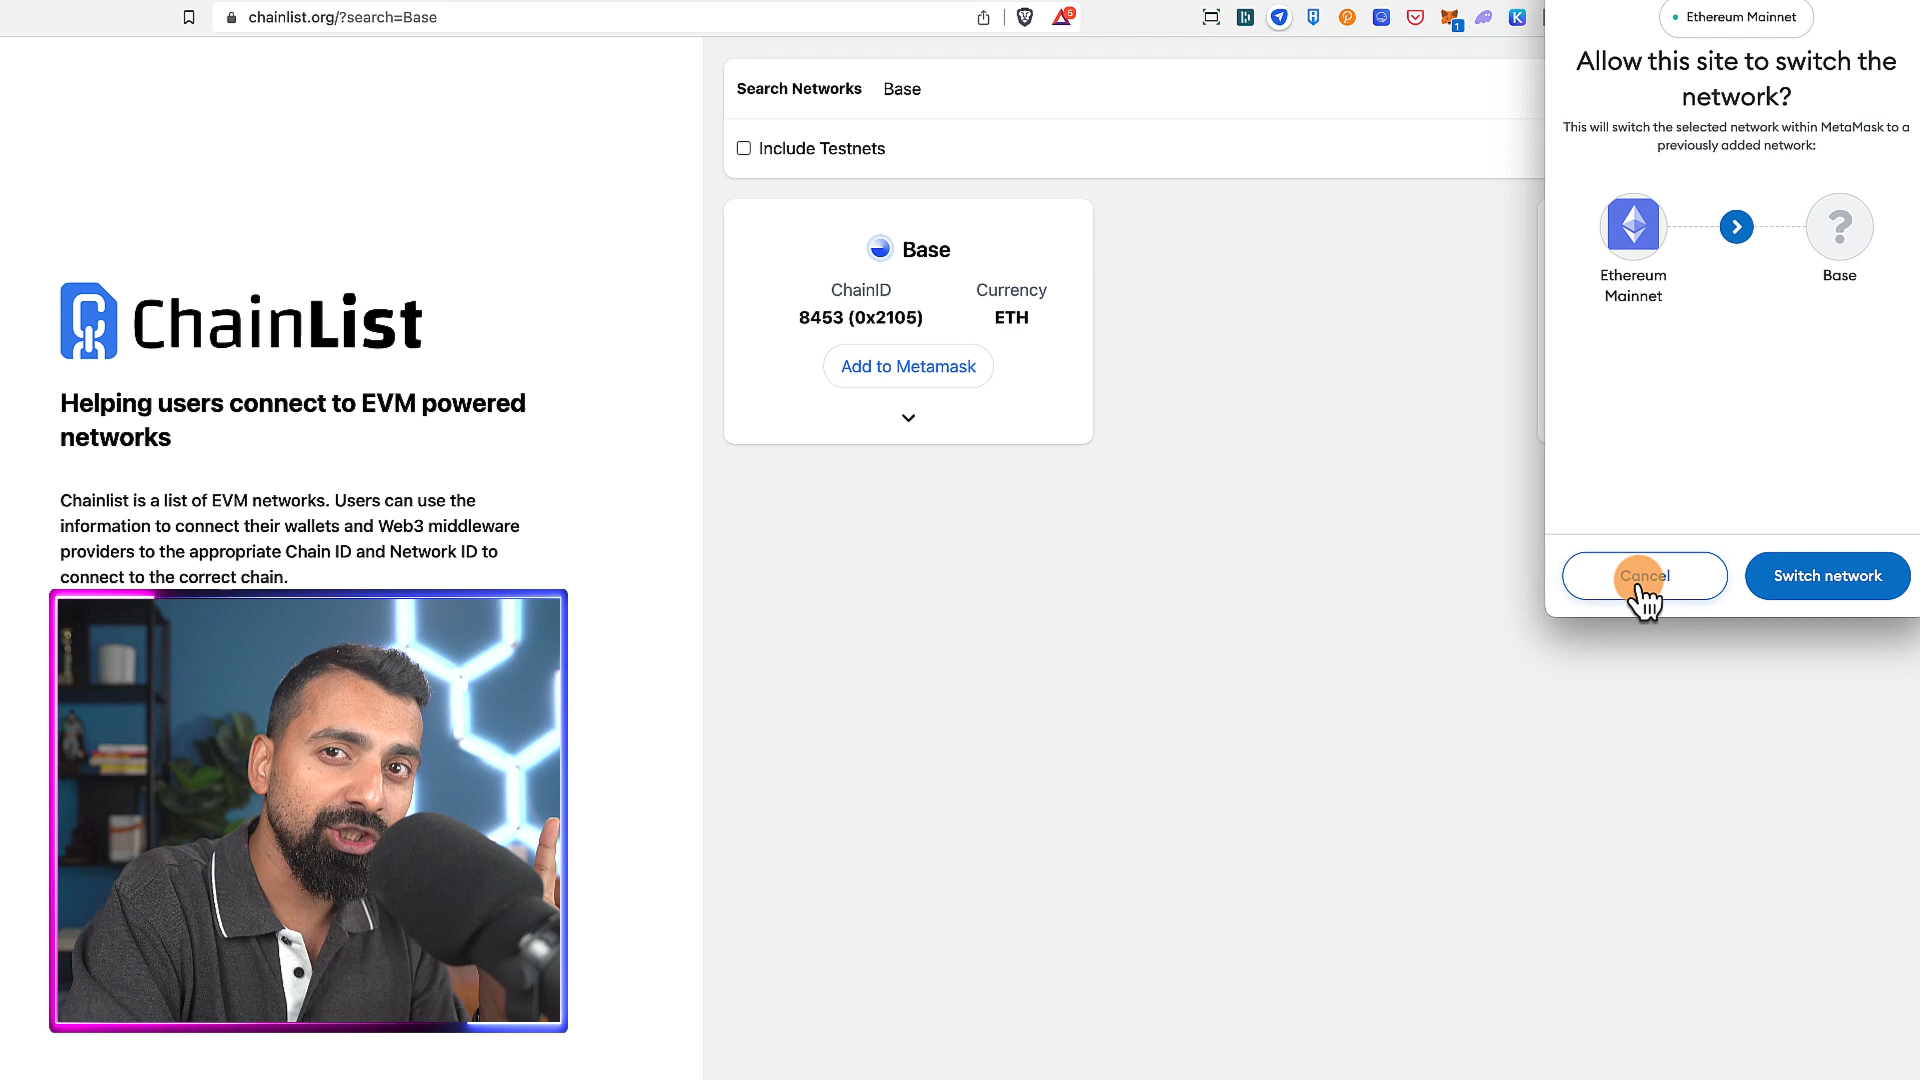 chainlist.org/?search=Base
5
1
K
Ethereum Mainnet
Allow this site to switch the
network?
This will switch the selected network within MetaMask to a
previously added network:
Ethereum
Mainnet
?
Base
Cancel
Switch network
Search Networks Base
Include Testnets
Base
ChainID Currency
8453 (0x2105) ETH
Add to Metamask
ChainList
Helping users connect to EVM powered
networks
Chainlist is a list of EVM networks. Users can use the
information to connect their wallets and Web3 middleware
providers to the appropriate Chain ID and Network ID to
connect to the correct chain.